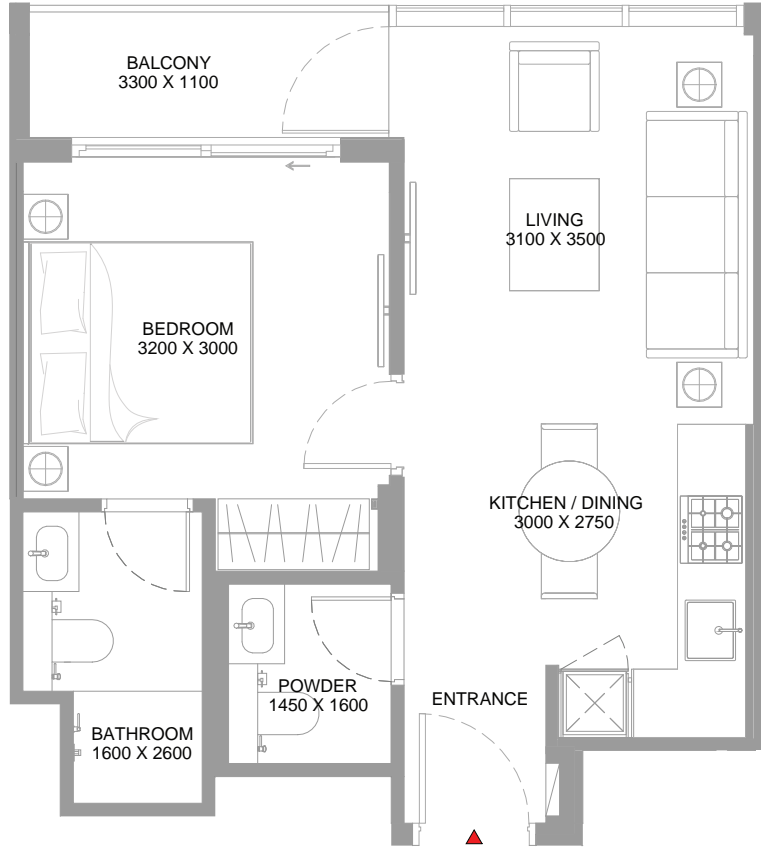 BALCONY
3300 X 1100
LIVING
3100 X 3500
BEDROOM
3200 X 3000
KITCHEN / DINING
3000 X 2750
POWDER
1450 X 1600
ENTRANCE
BATHROOM
1600 X 2600